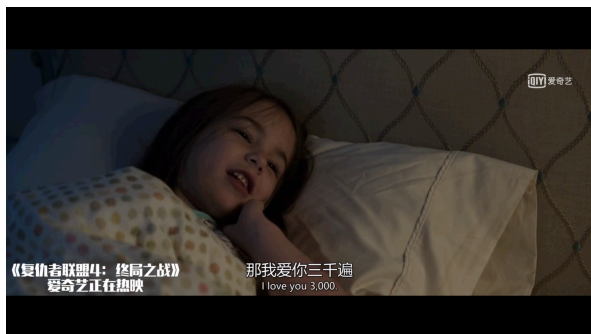 iQIY 爱奇艺
《复仇者联盟4：终局之战》
爱奇艺正在热映
那我爱你三千遍
I love you 3,000.